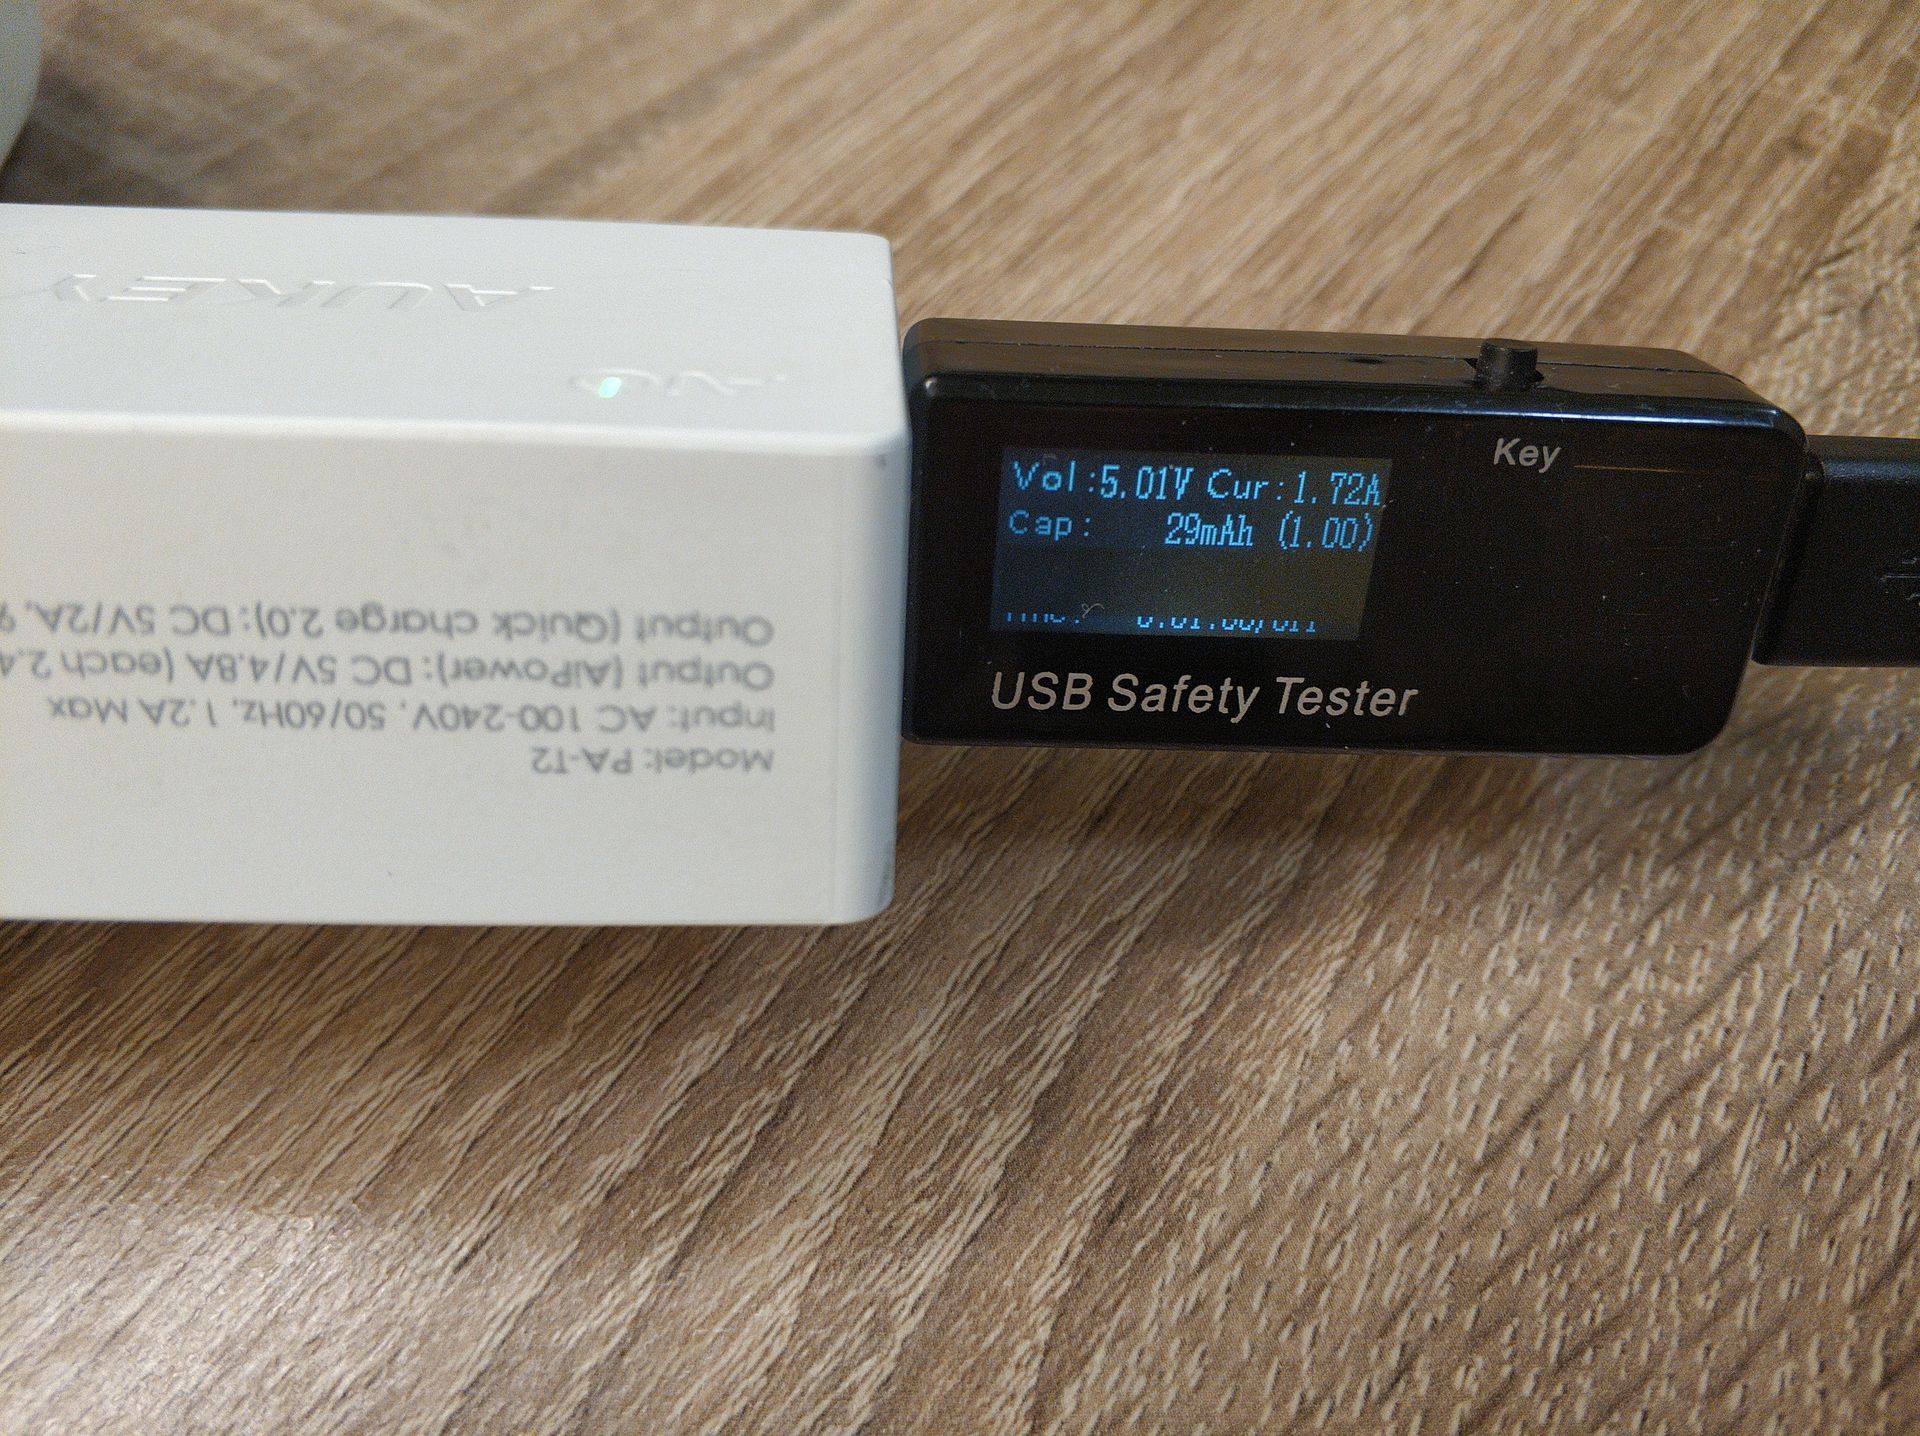 AUKEY
Vol:5.01V Cur:1.72A
Cap: 29mAh (1.00)
Key
USB Safety Tester
Model: PA-T2
Input: AC 100-240V, 50/60Hz, 1.2A Max
Output (AiPower): DC 5V/4.8A (each 2.4
Output (Quick charge 2.0): DC 5V/2A, 9